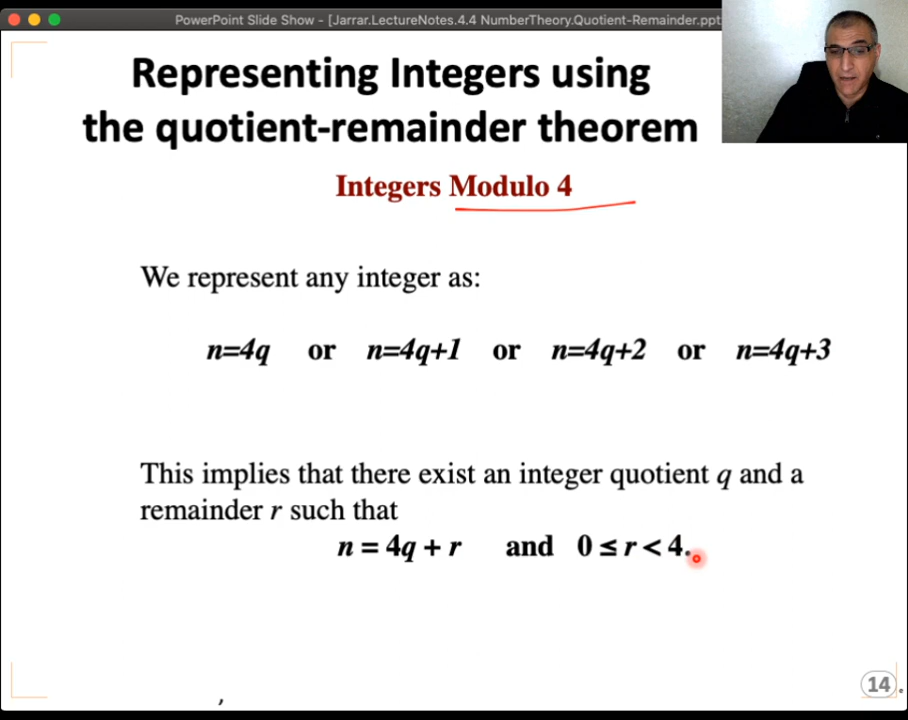 PowerPoint Slide Show - [Jarrar.LectureNotes.4.4 NumberTheory.Quotient-Remainder.ppt
Representing Integers using
the quotient-remainder theorem
Integers Modulo 4
We represent any integer as:
n=4q or n=4q+1 or n=4q+2 or n=4q+3
This implies that there exist an integer quotient q and a
remainder r such that
n = 4q + r and 0 ≤ r < 4.
14
,